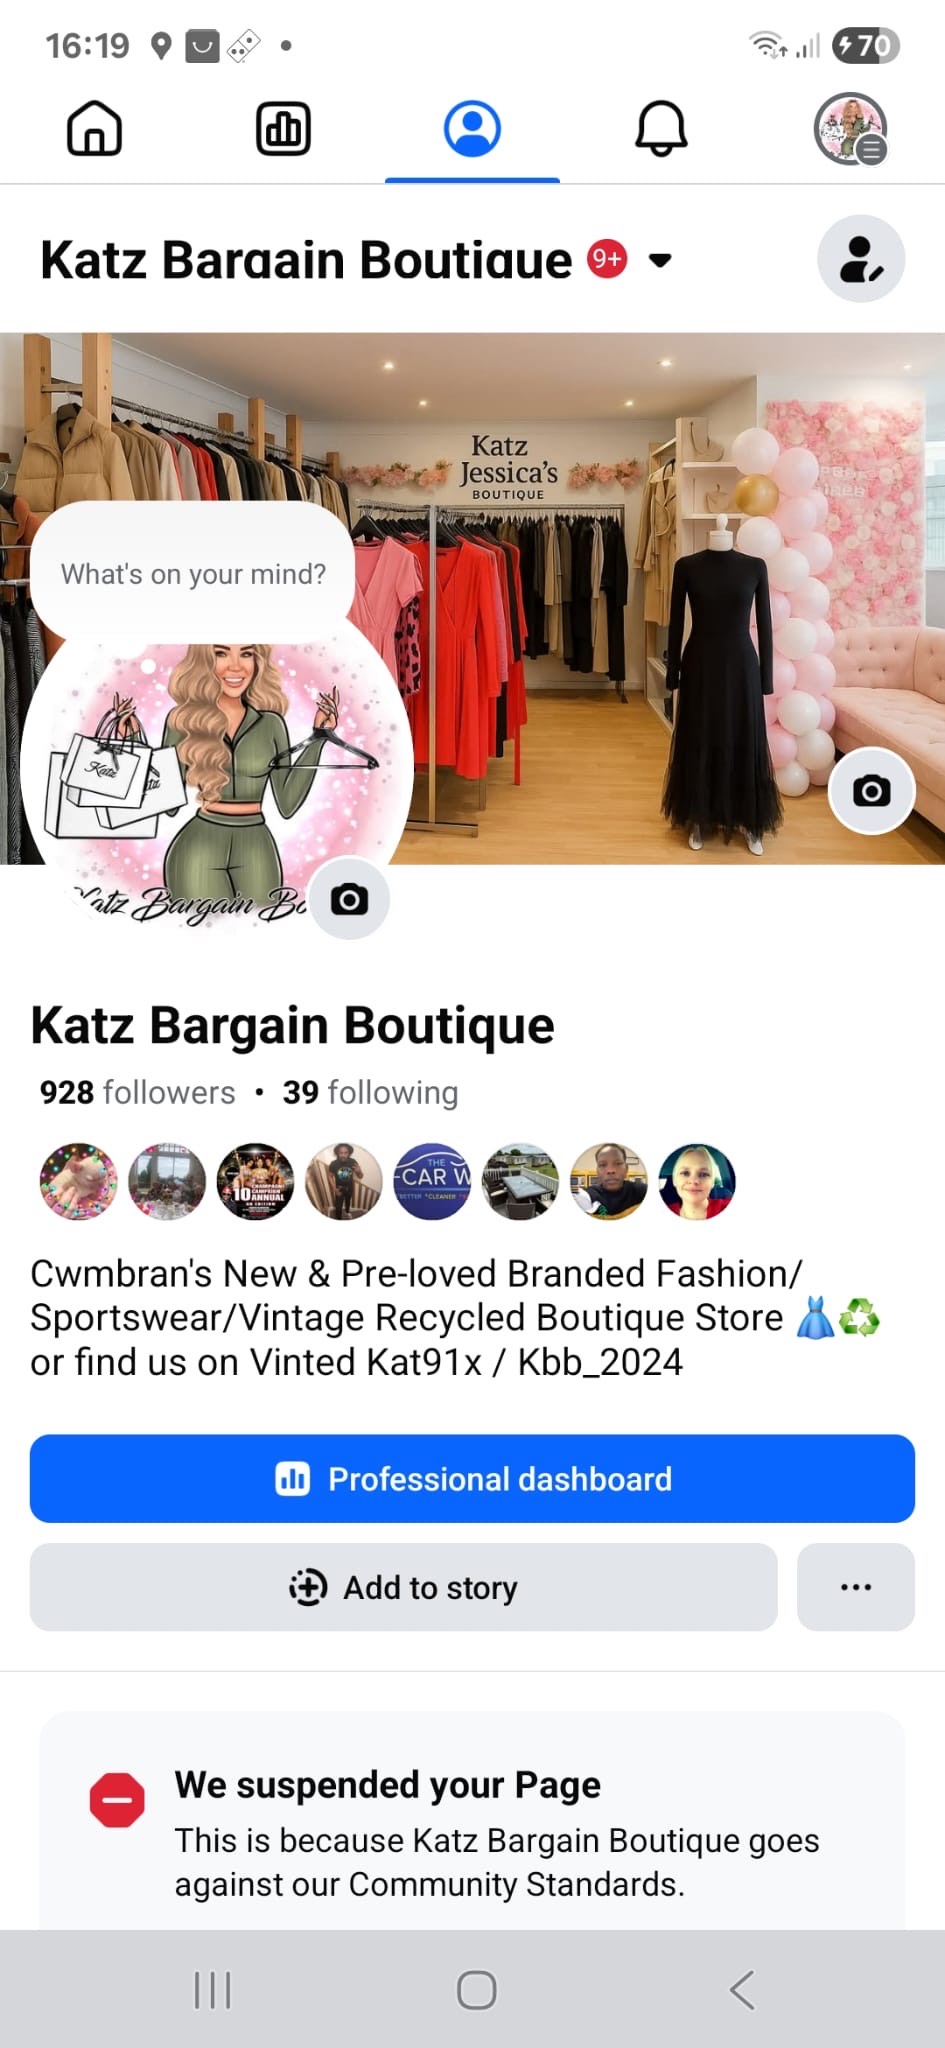 16:19
70
Katz Bargain Boutique 9+
Katz
Jessica's
BOUTIQUE
What's on your mind?
Katz
Katz Bargain Bo
Katz Bargain Boutique
928 followers • 39 following
THE
CAR W
BETTER *CLEANER *
10 ANNUAL
Cwmbran's New & Pre-loved Branded Fashion/
Sportswear/Vintage Recycled Boutique Store 👗♻️
or find us on Vinted Kat91x / Kbb_2024
Professional dashboard
Add to story
We suspended your Page
This is because Katz Bargain Boutique goes
against our Community Standards.